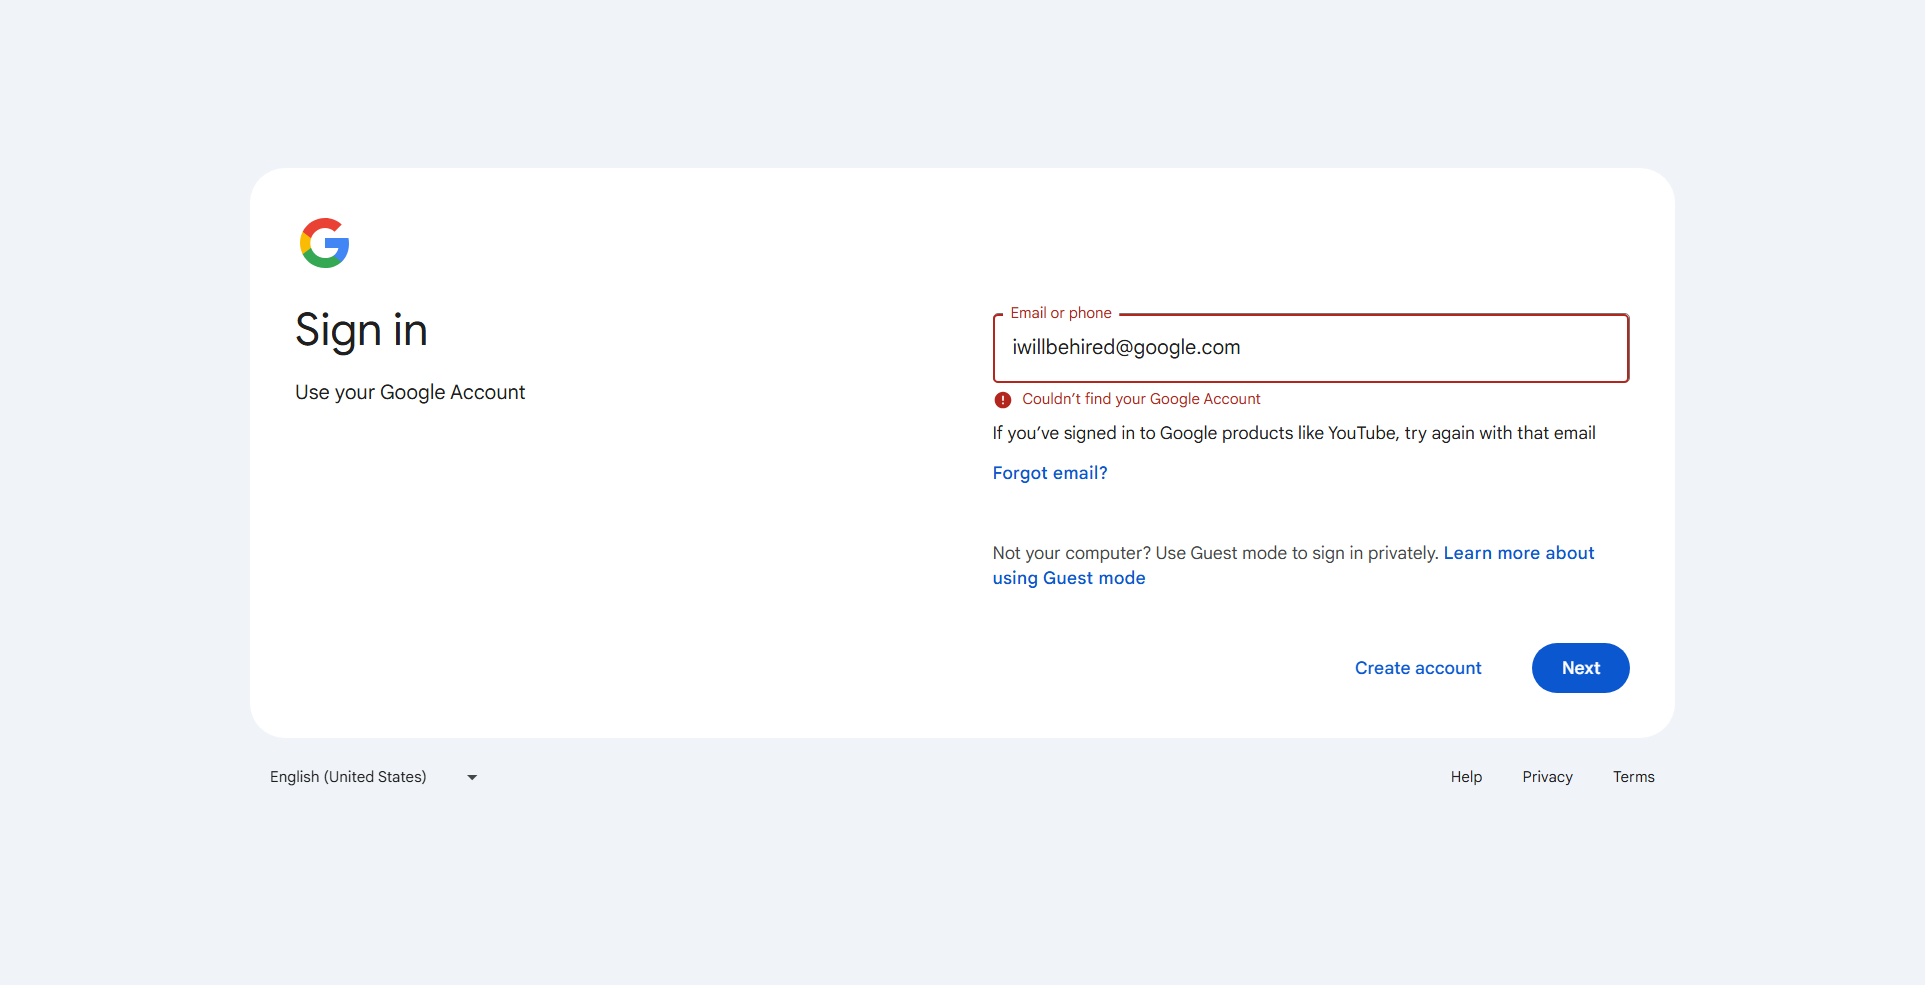 Sign in
Use your Google Account
Email or phone
iwillbehired@google.com
Couldn’t find your Google Account
If you’ve signed in to Google products like YouTube, try again with that email
Forgot email?
Not your computer? Use Guest mode to sign in privately. Learn more about
using Guest mode
Create account
Next
English (United States)
Help
Privacy
Terms